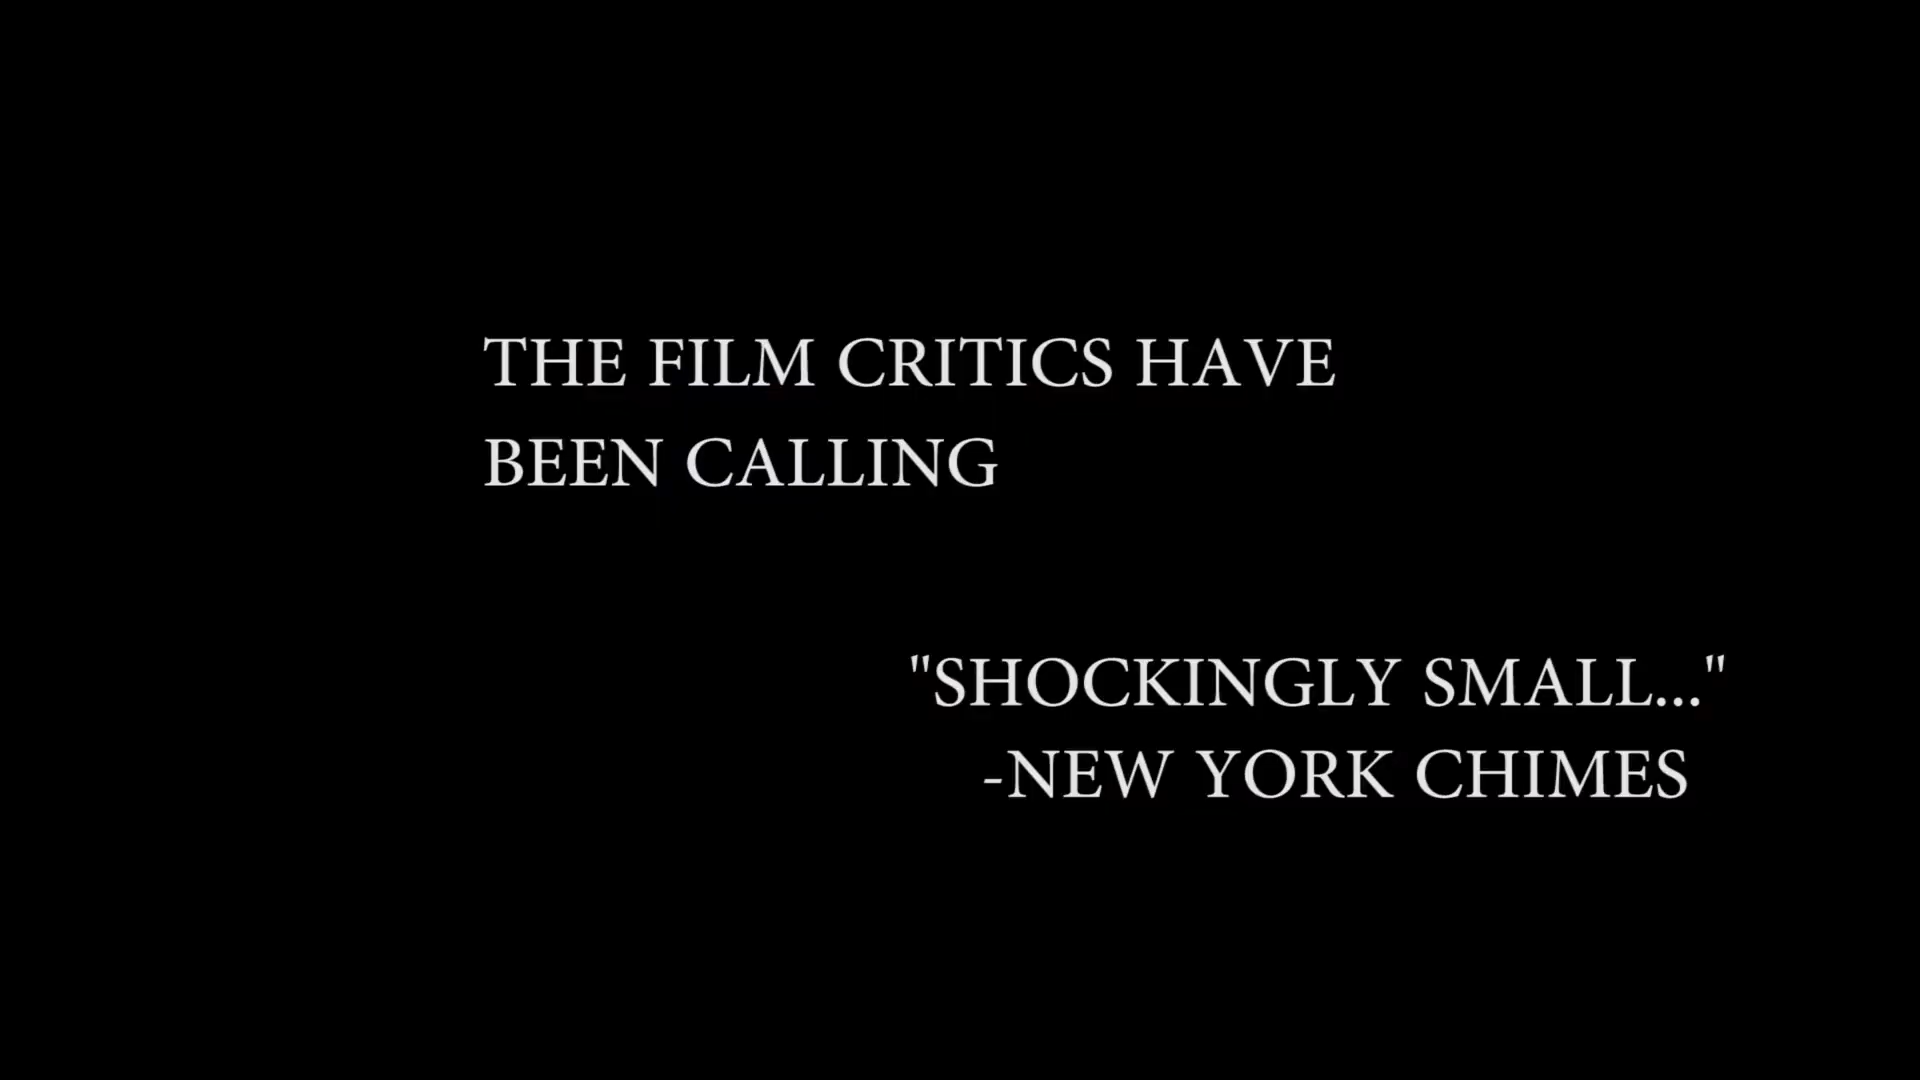 THE FILM CRITICS HAVE
BEEN CALLING
"SHOCKINGLY SMALL..."
-NEW YORK CHIMES